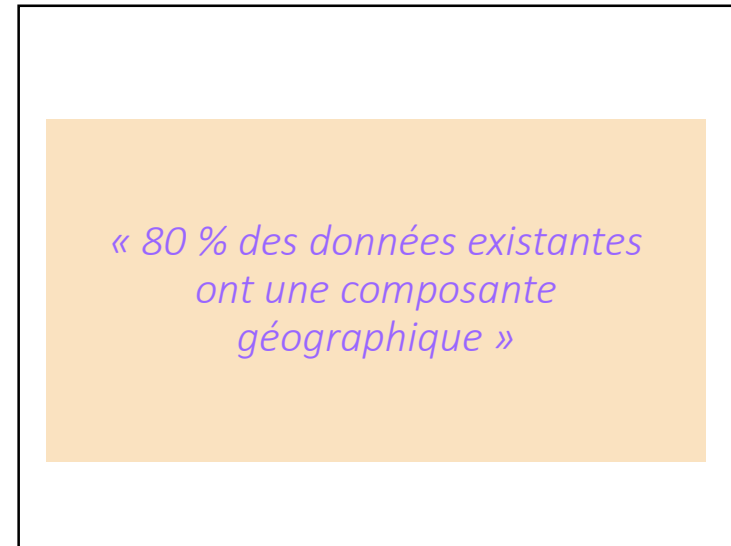 « 80 % des données existantes
ont une composante
géographique »